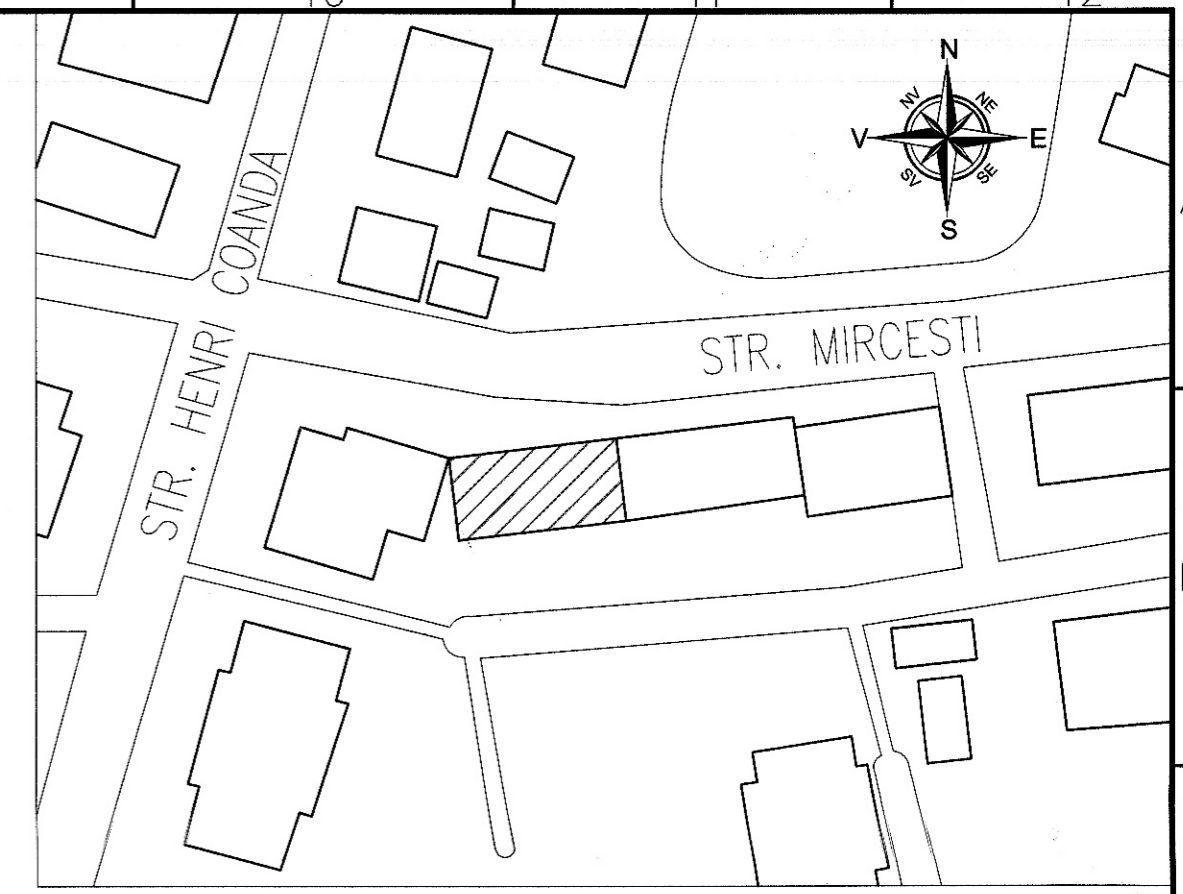 N
NV NE
V E
SV SE
S
STR. HENRI COANDA
STR. MIRCESTI